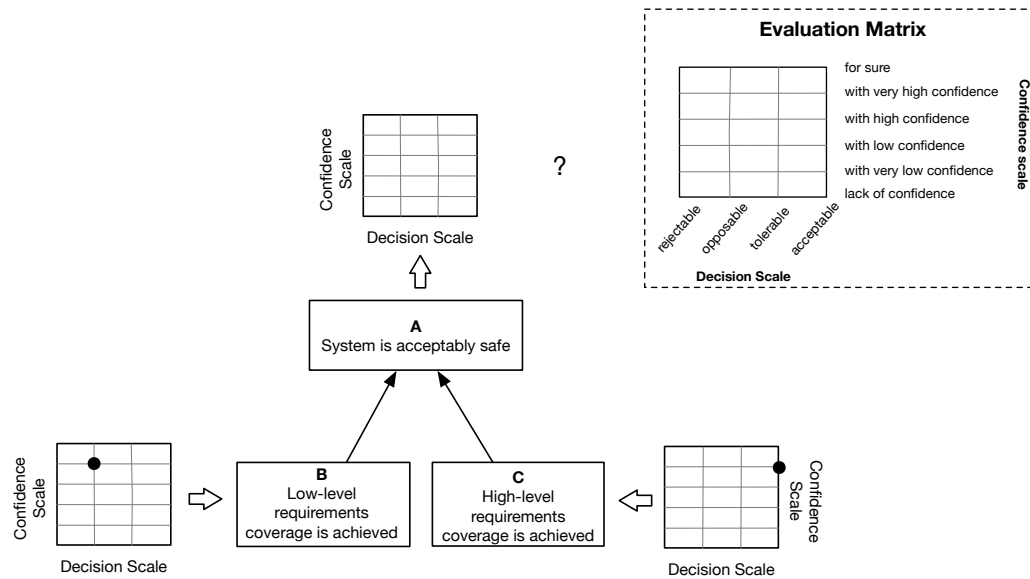 Evaluation Matrix
for sure
with very high confidence
with high confidence
with low confidence
with very low confidence
lack of confidence
Confidence scale
rejectable
opposable
tolerable
acceptable
Decision Scale
Confidence
Scale
?
Decision Scale
A
System is acceptably safe
Confidence
Scale
Decision Scale
B
Low-level
requirements
coverage is achieved
C
High-level
requirements
coverage is achieved
Confidence
Scale
Decision Scale